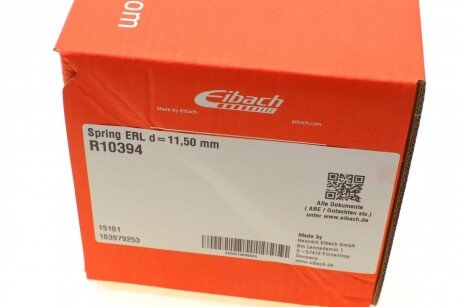 .com
Eibach
Made by Eibach
eibach.com
Spring ERL d=11,50 mm
R10394
Alle Dokumente
( ABE / Gutachten etc.)
unter www.eibach.de
15101
103979253
Made by
Heinrich Eibach GmbH
Am Lennedamm 1
D - 57413 Finnentrop
Germany
www.eibach.de